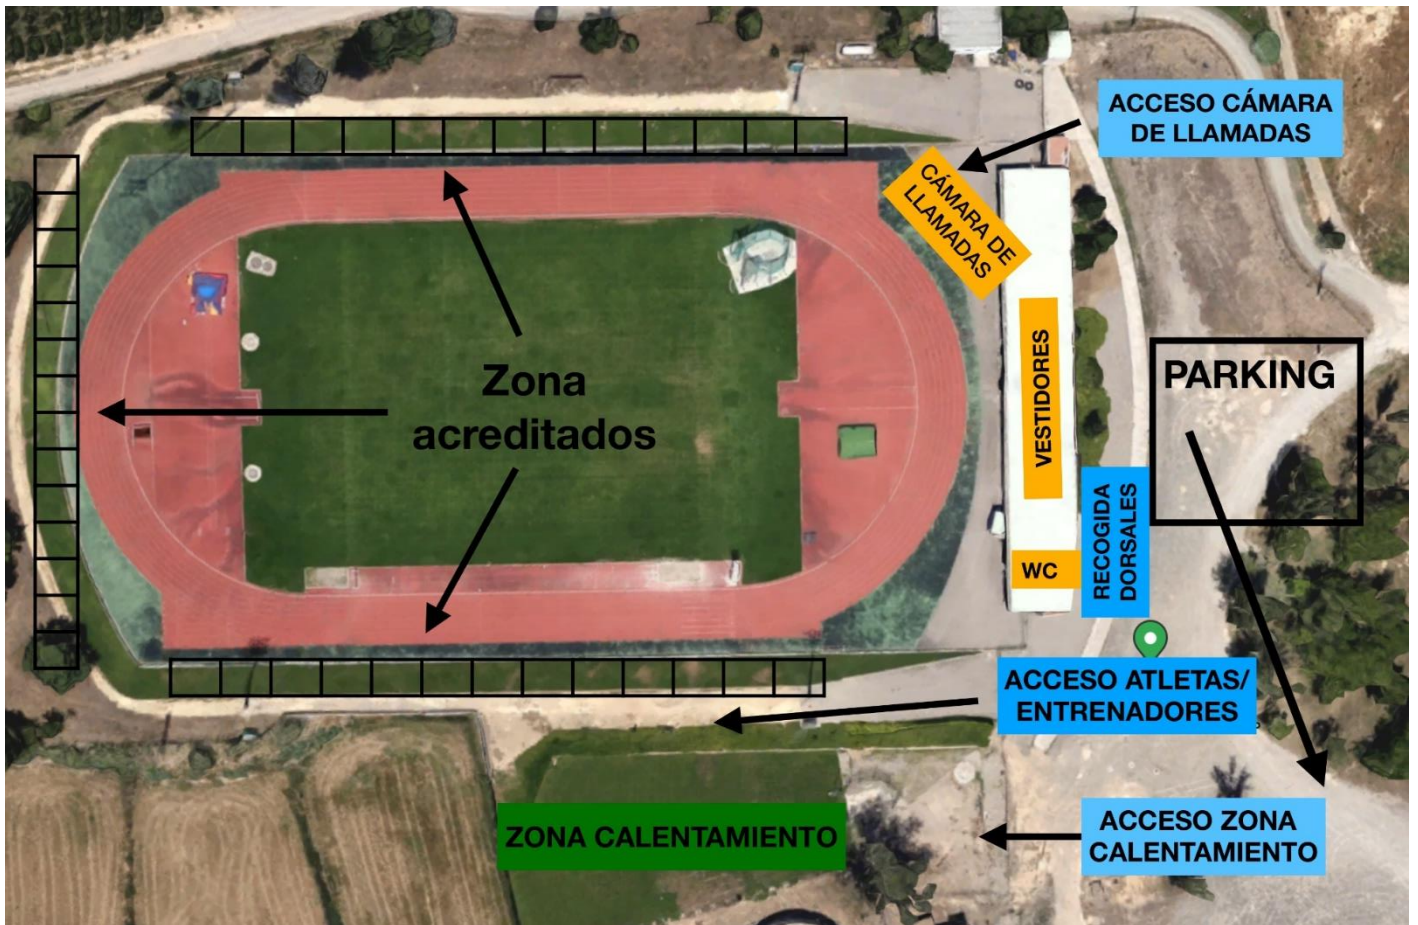 ACCESO CÁMARA
DE LLAMADAS
CÁMARA DE
LLAMADAS
VESTIDORES
PARKING
Zona
acreditados
RECOGIDA
DORSALES
WC
ACCESO ATLETAS/
ENTRENADORES
ZONA CALENTAMIENTO
ACCESO ZONA
CALENTAMIENTO